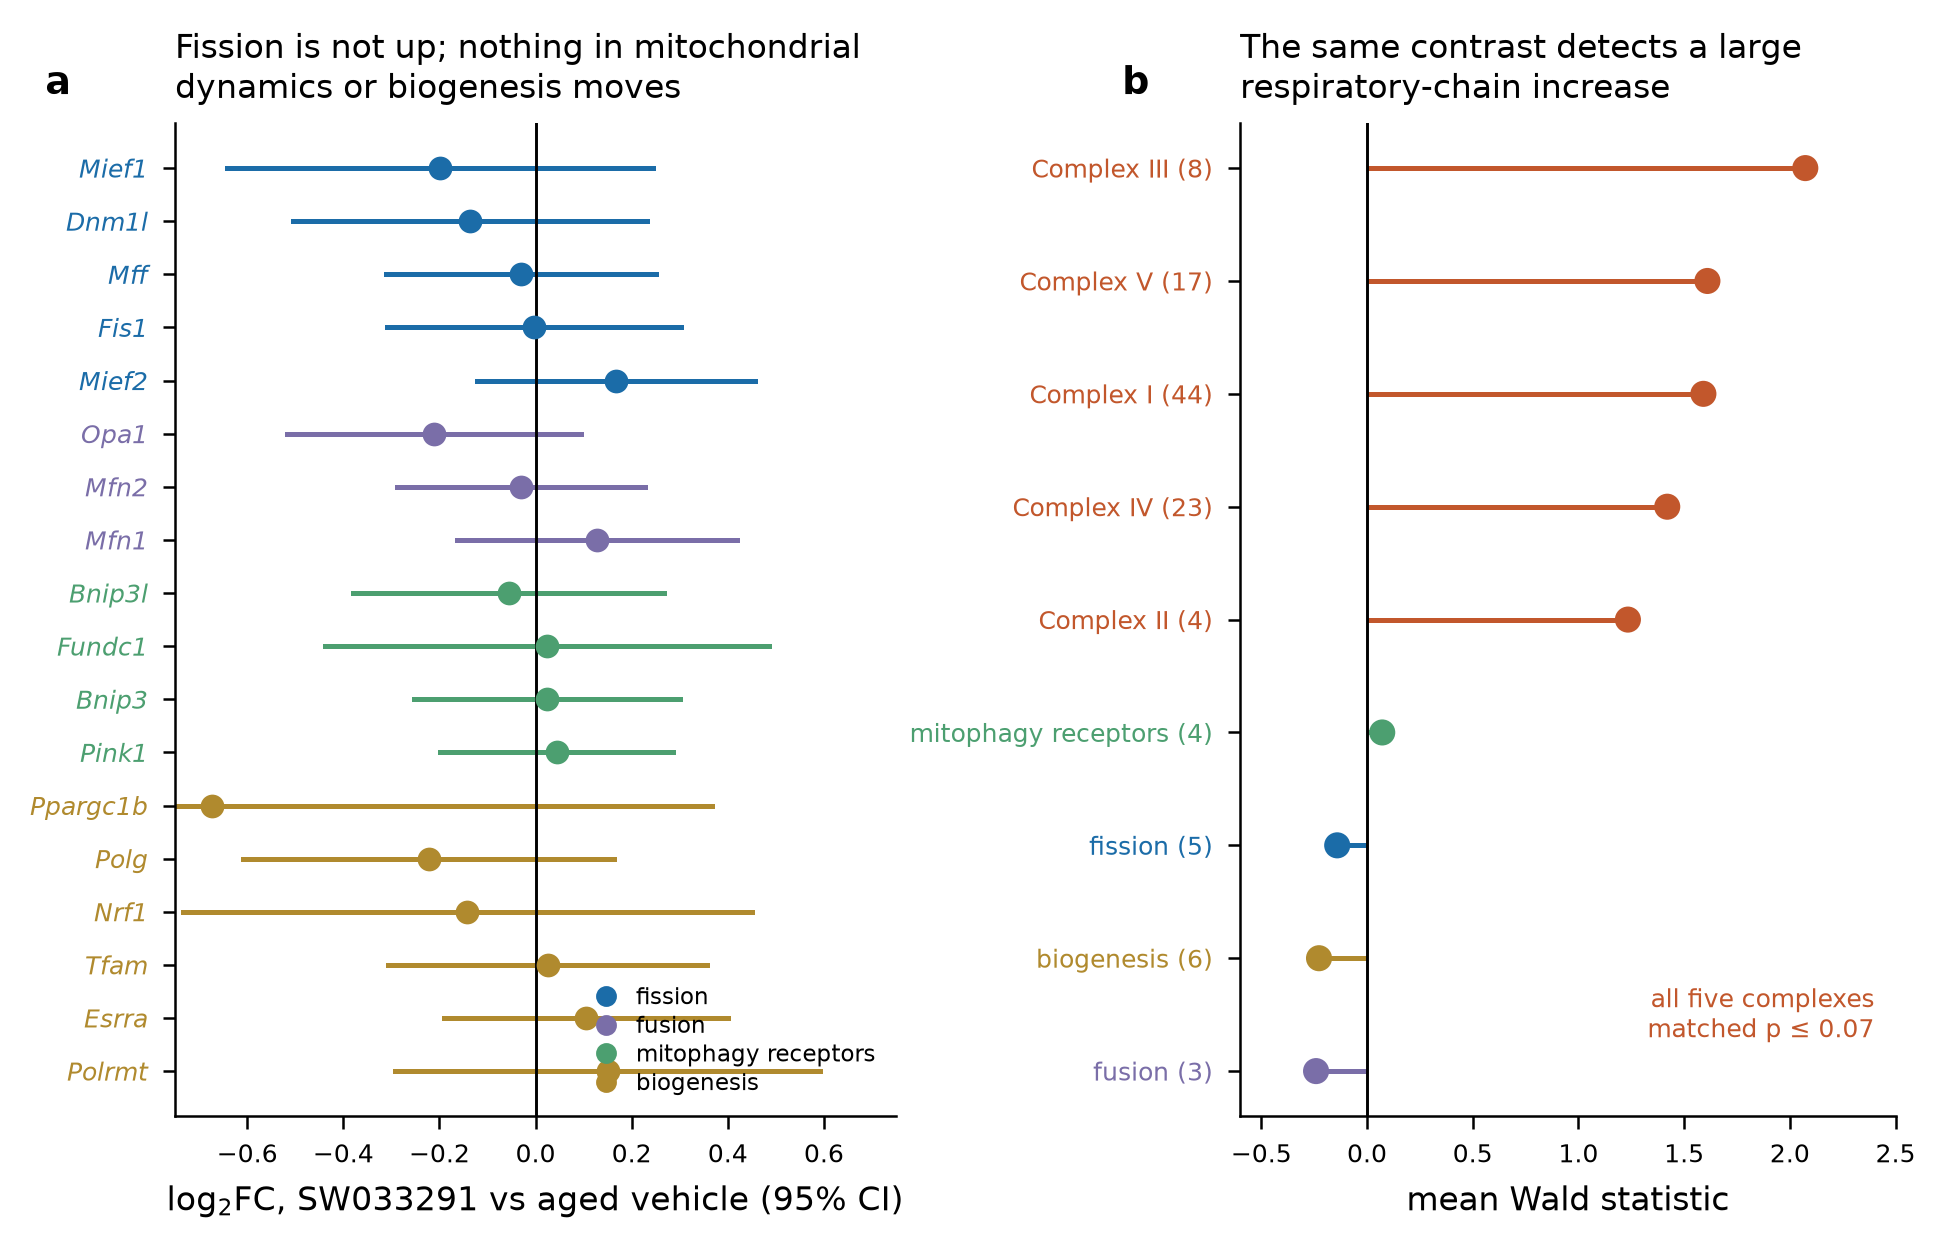 a
Fission is not up; nothing in mitochondrial
dynamics or biogenesis moves
Mief1
Dnm1l
Mff
Fis1
Mief2
Opa1
Mfn2
Mfn1
Bnip3l
Fundc1
Bnip3
Pink1
Ppargc1b
Polg
Nrf1
Tfam
Esrra
Polrmt
fission
fusion
mitophagy receptors
biogenesis
−0.6 −0.4 −0.2 0.0 0.2 0.4 0.6
log₂FC, SW033291 vs aged vehicle (95% CI)
b
The same contrast detects a large
respiratory-chain increase
Complex III (8)
Complex V (17)
Complex I (44)
Complex IV (23)
Complex II (4)
mitophagy receptors (4)
fission (5)
biogenesis (6)
fusion (3)
all five complexes
matched p ≤ 0.07
−0.5 0.0 0.5 1.0 1.5 2.0 2.5
mean Wald statistic